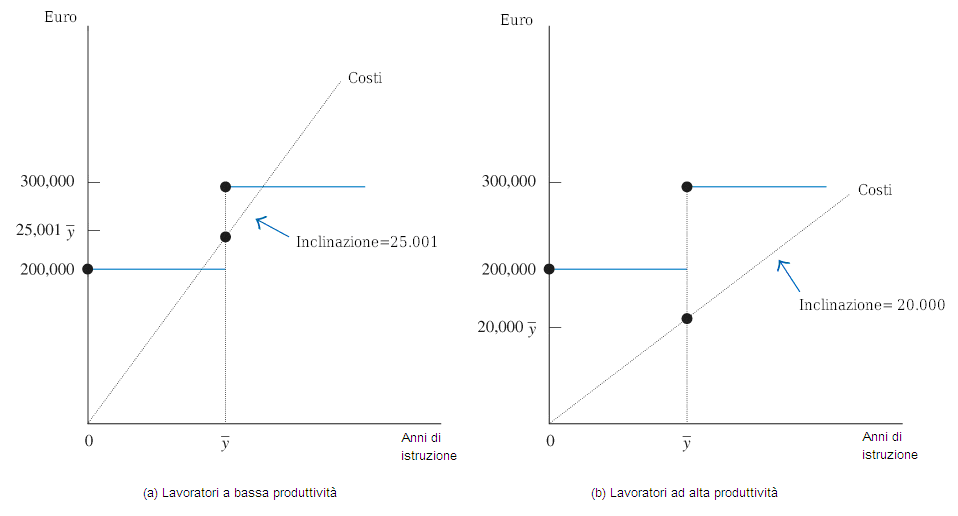 Euro
Costi
300,000
25,001 y̅
200,000
Inclinazione=25.001
0
y̅
Anni di
istruzione
(a) Lavoratori a bassa produttività
Euro
300,000
Costi
200,000
Inclinazione= 20.000
20,000 y̅
0
y̅
Anni di
istruzione
(b) Lavoratori ad alta produttività